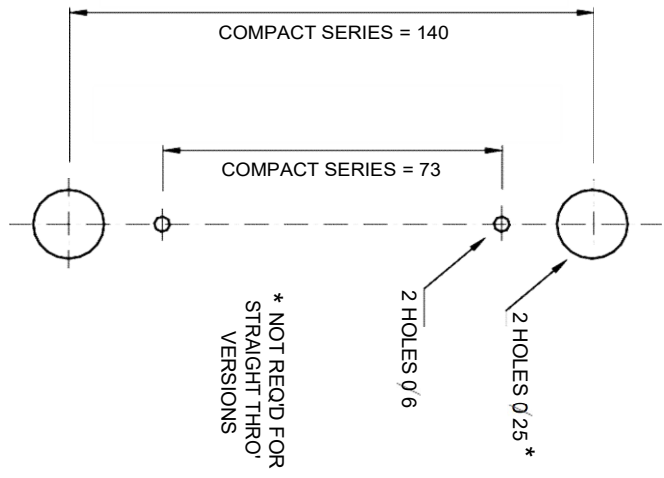 COMPACT SERIES = 140
COMPACT SERIES = 73
2 HOLES Ø 25 *
2 HOLES Ø 6
* NOT REQ'D FOR
STRAIGHT THRO'
VERSIONS